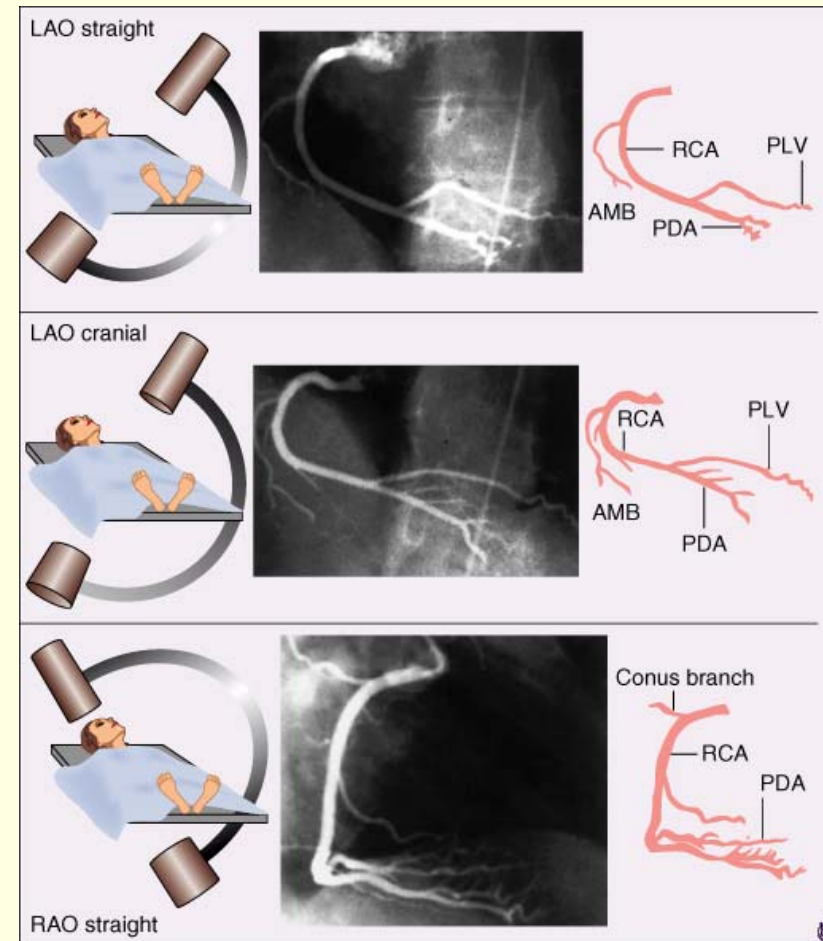 LAO straight
RCA
PLV
AMB
PDA
LAO cranial
RCA
PLV
AMB
PDA
Conus branch
RCA
PDA
RAO straight